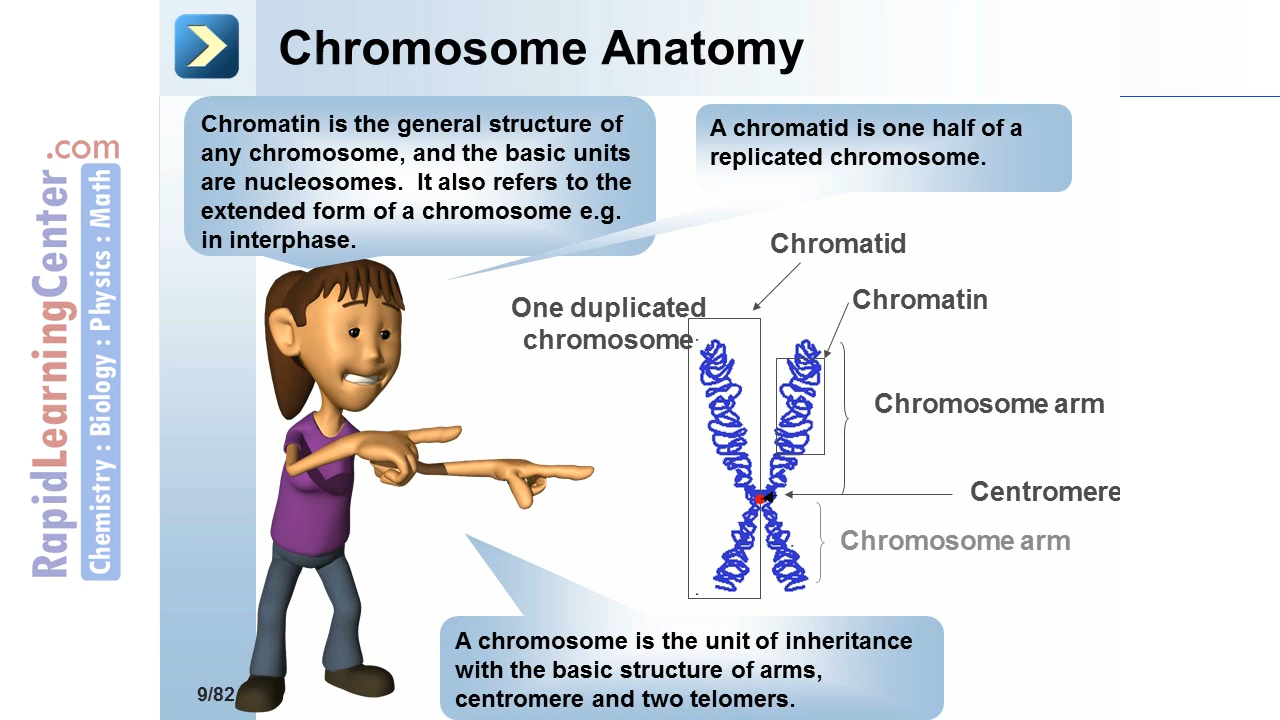 Chromosome Anatomy
Chromatin is the general structure of
any chromosome, and the basic units
are nucleosomes.  It also refers to the
extended form of a chromosome e.g.
in interphase.
A chromatid is one half of a
replicated chromosome.
Chromatid
Chromatin
One duplicated
chromosome
Chromosome arm
Centromere
Chromosome arm
A chromosome is the unit of inheritance
with the basic structure of arms,
centromere and two telomers.
9/82
RapidLearningCenter.com
Chemistry : Biology : Physics : Math